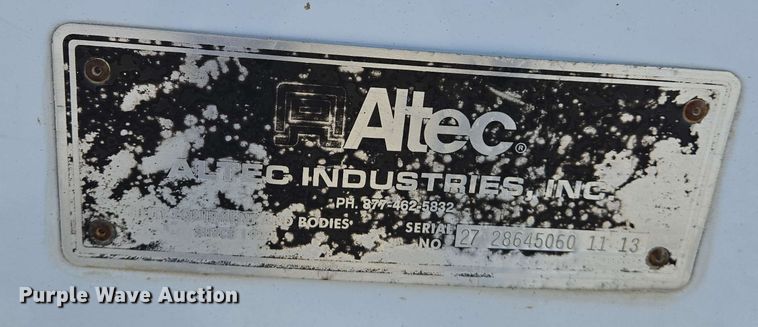 Altec®
ALTEC INDUSTRIES, INC.
PH. 877-462-5832
BODIES SERIAL
NO. 27 28645060 11 13
Purple Wave Auction